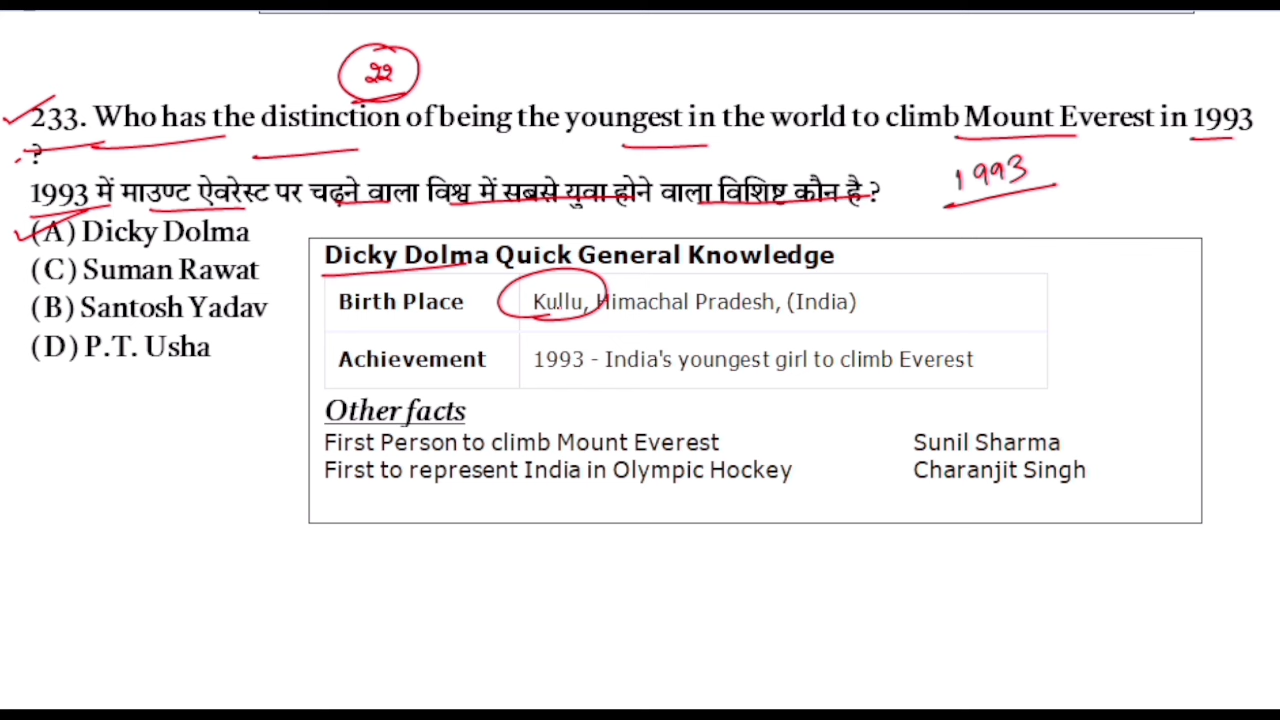 22
233. Who has the distinction of being the youngest in the world to climb Mount Everest in 1993
?
1993 में माउण्ट ऐवरेस्ट पर चढ़ने वाला विश्व में सबसे युवा होने वाला विशिष्ट कौन है ?
1993
(A) Dicky Dolma
(C) Suman Rawat
(B) Santosh Yadav
(D) P.T. Usha
Dicky Dolma Quick General Knowledge
Birth Place Kullu, Himachal Pradesh, (India)
Achievement 1993 - India's youngest girl to climb Everest
Other facts
First Person to climb Mount Everest Sunil Sharma
First to represent India in Olympic Hockey Charanjit Singh